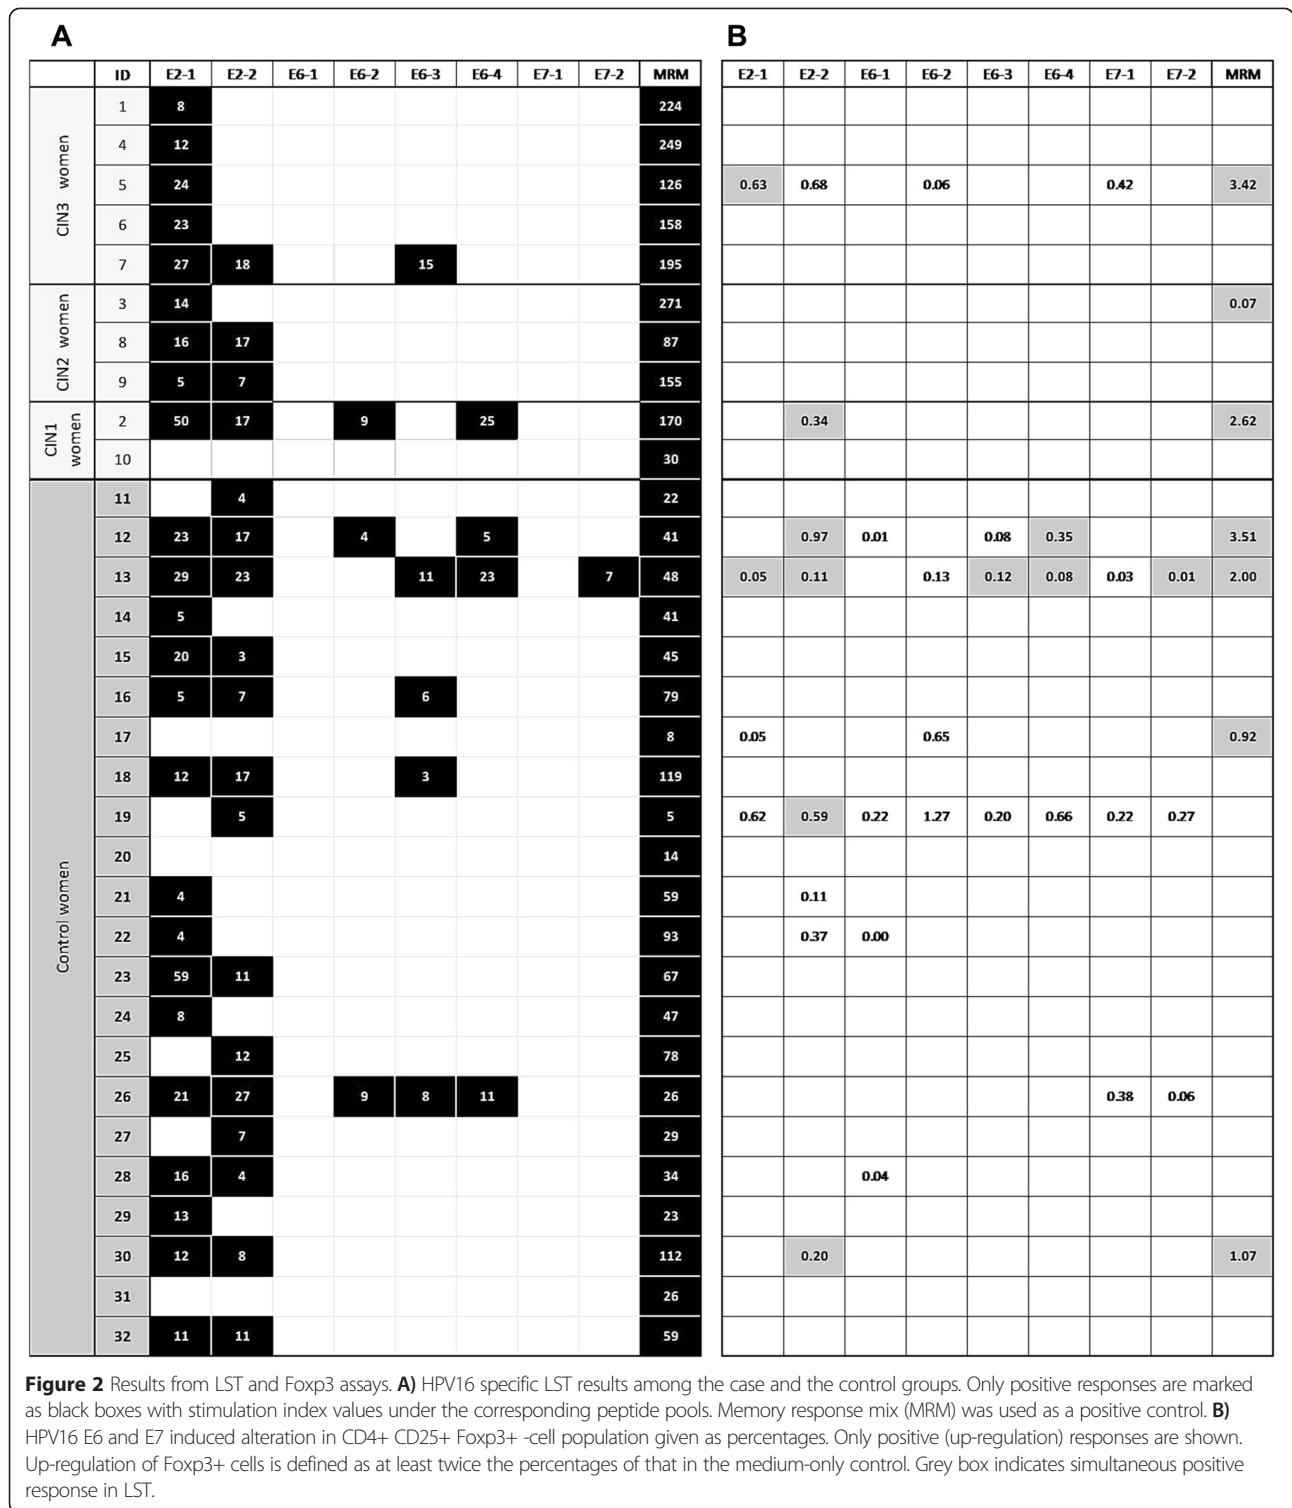 A B
ID E2-1 E2-2 E6-1 E6-2 E6-3 E6-4 E7-1 E7-2 MRM E2-1 E2-2 E6-1 E6-2 E6-3 E6-4 E7-1 E7-2 MRM
CIN3 women
1 8 224
4 12 249
5 24 126 0.63 0.68 0.06 0.42 3.42
6 23 158
7 27 18 15 195
CIN2 women
3 14 271 0.07
8 16 17 87
9 5 7 155
CIN1 women
2 50 17 9 25 170 0.34 2.62
10 30
Control women
11 4 22
12 23 17 4 5 41 0.97 0.01 0.08 0.35 3.51
13 29 23 11 23 7 48 0.05 0.11 0.13 0.12 0.08 0.03 0.01 2.00
14 5 41
15 20 3 45
16 5 7 6 79
17 8 0.05 0.65 0.92
18 12 17 3 119
19 5 5 0.62 0.59 0.22 1.27 0.20 0.66 0.22 0.27
20 14
21 4 59 0.11
22 4 93 0.37 0.00
23 59 11 67
24 8 47
25 12 78
26 21 27 9 8 11 26 0.38 0.06
27 7 29
28 16 4 34 0.04
29 13 23
30 12 8 112 0.20 1.07
31 26
32 11 11 59
Figure 2 Results from LST and Foxp3 assays. A) HPV16 specific LST results among the case and the control groups. Only positive responses are marked
as black boxes with stimulation index values under the corresponding peptide pools. Memory response mix (MRM) was used as a positive control. B)
HPV16 E6 and E7 induced alteration in CD4+ CD25+ Foxp3+ -cell population given as percentages. Only positive (up-regulation) responses are shown.
Up-regulation of Foxp3+ cells is defined as at least twice the percentages of that in the medium-only control. Grey box indicates simultaneous positive
response in LST.